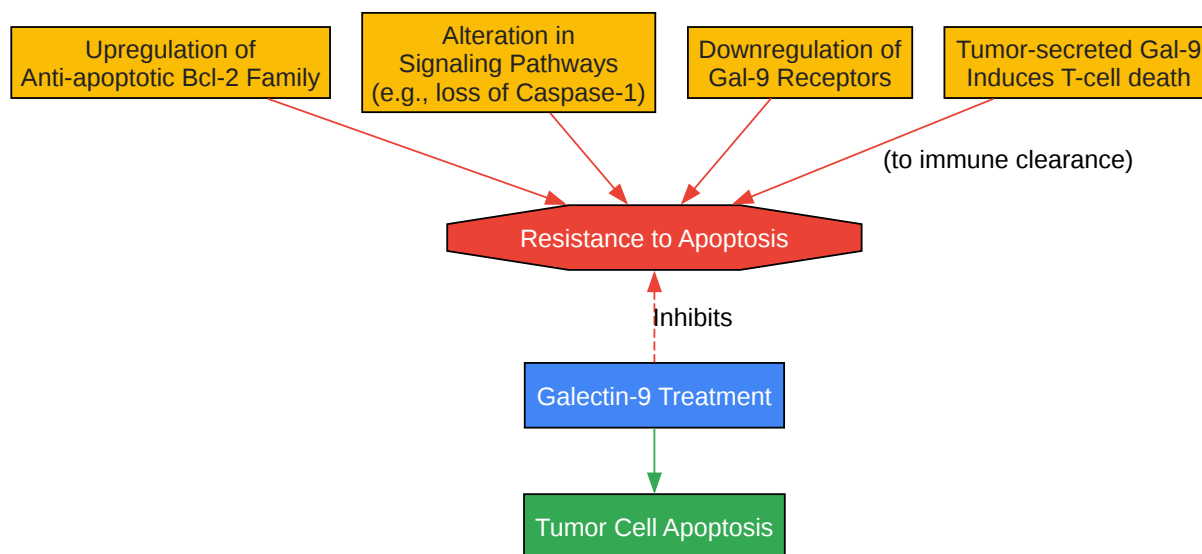 Upregulation of
Anti-apoptotic Bcl-2 Family
Alteration in
Signaling Pathways
(e.g., loss of Caspase-1)
Downregulation of
Gal-9 Receptors
Tumor-secreted Gal-9
Induces T-cell death
(to immune clearance)
Resistance to Apoptosis
Inhibits
Galectin-9 Treatment
Tumor Cell Apoptosis